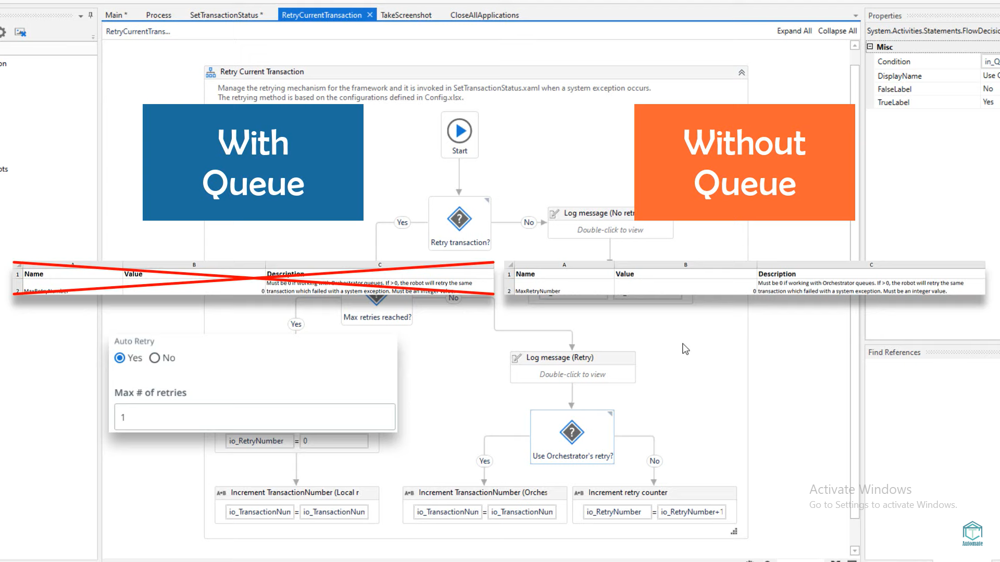 Main *
Process
SetTransactionStatus *
RetryCurrentTransaction
TakeScreenshot
CloseAllApplications
Properties
RetryCurrentTrans...
Expand All
Collapse All
System.Activities.Statements.FlowDecisio
Misc
Condition
in_Q
DisplayName
Use O
FalseLabel
No
TrueLabel
Yes
Retry Current Transaction
Manage the retrying mechanism for the framework and it is invoked in SetTransactionStatus.xaml when a system exception occurs.
The retrying method is based on the configurations defined in Config.xlsx.
With
Queue
Without
Queue
Start
Yes
Retry transaction?
No
Log message (No retr
Double-click to view
A B C
1 Name Value Description
Must be 0 if working with Orchestrator queues. If > 0, the robot will retry the same
2 MaxRetryNumber 0 transaction which failed with a system exception. Must be an integer value.
A B C
1 Name Value Description
Must be 0 if working with Orchestrator queues. If > 0, the robot will retry the same
2 MaxRetryNumber 0 transaction which failed with a system exception. Must be an integer value.
No
Max retries reached?
Yes
Auto Retry
Yes No
Max # of retries
1
Log message (Retry)
Double-click to view
Find References
io_RetryNumber = 0
Use Orchestrator's retry?
Yes
No
A+B Increment TransactionNumber (Local r
io_TransactionNun = io_TransactionNun
A+B Increment TransactionNumber (Orches
io_TransactionNun = io_TransactionNun
A+B Increment retry counter
io_RetryNumber = io_RetryNumber+1
Activate Windows
Go to Settings to activate Windows.
Automate